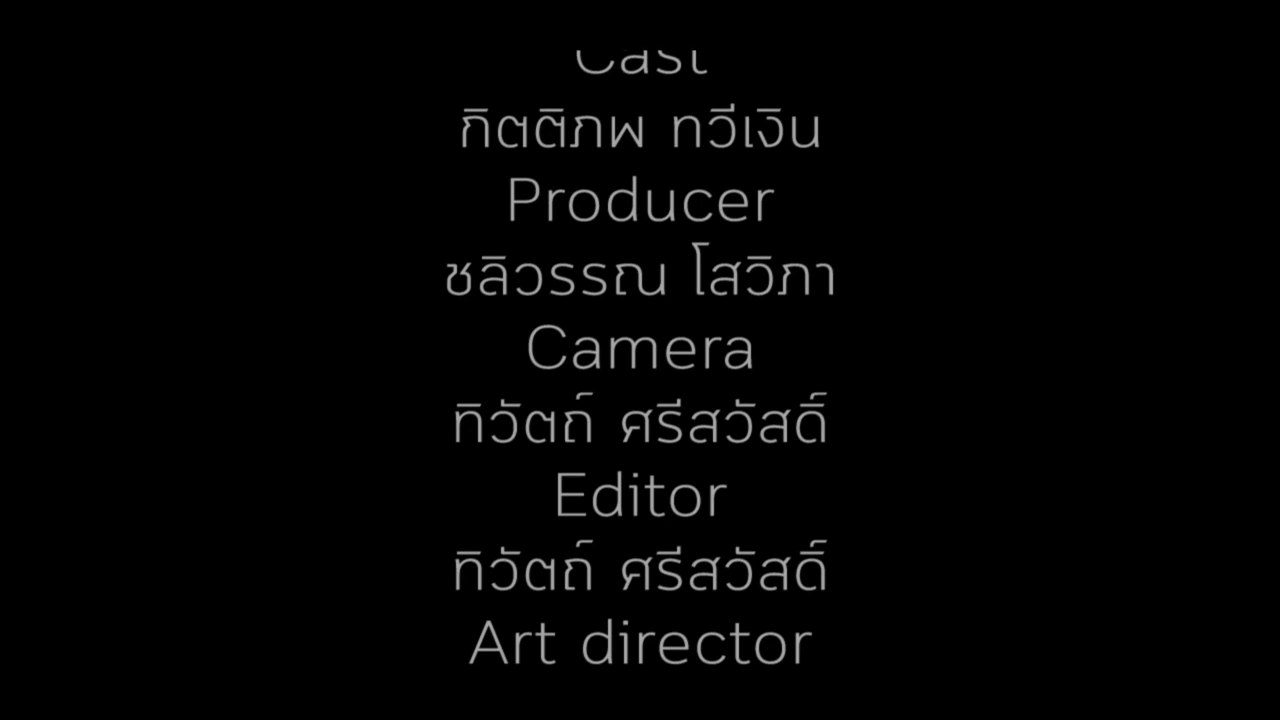 Cast
กิตติภพ ทวีเงิน
Producer
ชลิวรรณ โสวิภา
Camera
ทิวัตถ์ ศรีสวัสดิ์
Editor
ทิวัตถ์ ศรีสวัสดิ์
Art director